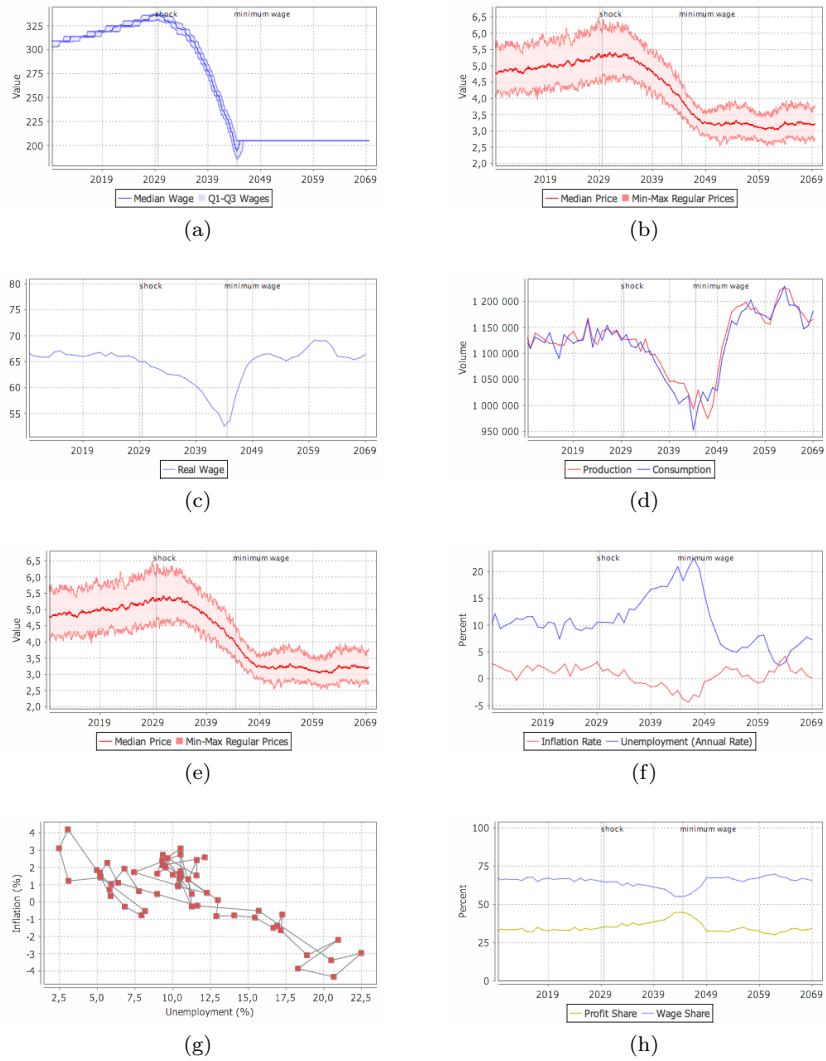 shock minimum wage
325
300
275
250
225
200
Value
2019 2029 2039 2049 2059 2069
Median Wage Q1-Q3 Wages
(a)
shock minimum wage
6,5
6,0
5,5
5,0
4,5
4,0
3,5
3,0
2,5
2,0
Value
2019 2029 2039 2049 2059 2069
Median Price Min-Max Regular Prices
(b)
80
shock minimum wage
75
70
65
60
55
2019 2029 2039 2049 2059 2069
Real Wage
(c)
shock minimum wage
1 200 000
1 150 000
1 100 000
1 050 000
1 000 000
950 000
Volume
2019 2029 2039 2049 2059 2069
Production Consumption
(d)
6,5
shock minimum wage
6,0
5,5
5,0
4,5
4,0
3,5
3,0
2,5
2,0
Value
2019 2029 2039 2049 2059 2069
Median Price Min-Max Regular Prices
(e)
shock minimum wage
20
15
10
5
0
-5
Percent
2019 2029 2039 2049 2059 2069
Inflation Rate Unemployment (Annual Rate)
(f)
4
3
2
1
0
-1
-2
-3
-4
Inflation (%)
2,5 5,0 7,5 10,0 12,5 15,0 17,5 20,0 22,5
Unemployment (%)
(g)
100
shock minimum wage
75
50
25
0
Percent
2019 2029 2039 2049 2059 2069
Profit Share Wage Share
(h)